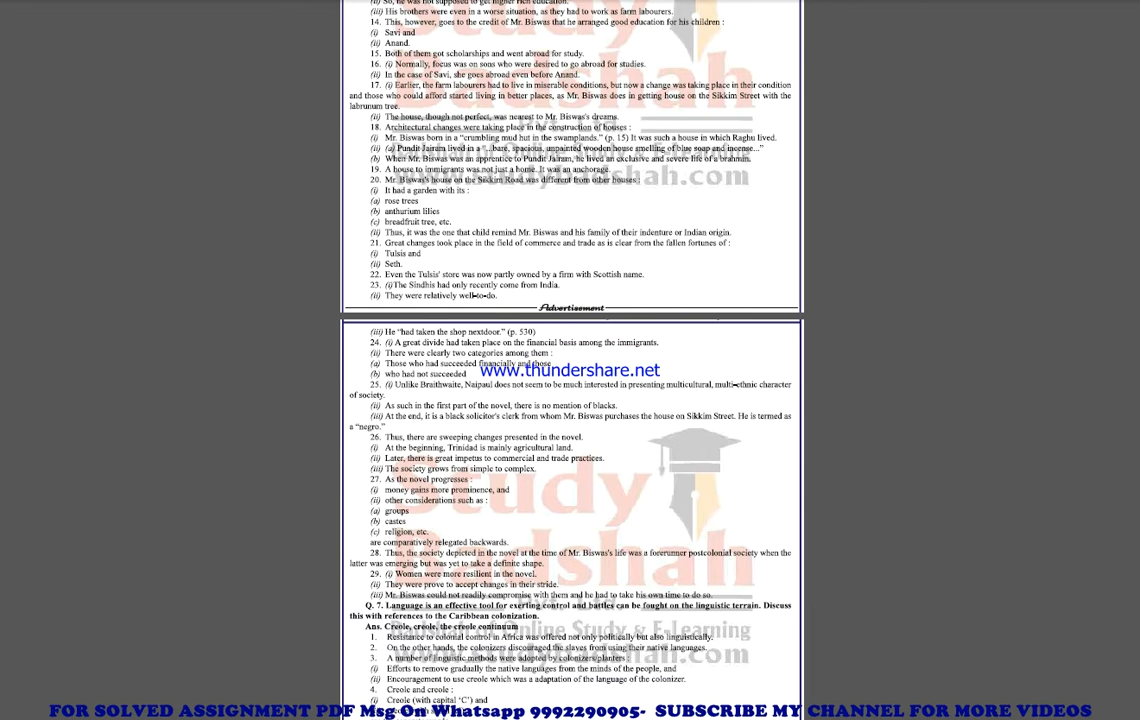 (ii) So, he was not supposed to get higher rich education.
(iii) His brothers were even in a worse situation, as they had to work as farm labourers.
14. This, however, goes to the credit of Mr. Biswas that he arranged good education for his children :
(i) Savi and
(ii) Anand.
15. Both of them got scholarships and went abroad for study.
16. (i) Normally, focus was on sons who were desired to go abroad for studies.
(ii) In the case of Savi, she goes abroad even before Anand.
17. (i) Earlier, the farm labourers had to live in miserable conditions, but now a change was taking place in their condition
and those who could afford started living in better places, as Mr. Biswas does in getting house on the Sikkim Street with the
labrunum tree.
(ii) The house, though not perfect, was nearest to Mr. Biswas's dreams.
18. Architectural changes were taking place in the construction of houses :
(i) Mr. Biswas born in a "crumbling mud hut in the swamplands." (p. 15) It was such a house in which Raghu lived.
(ii) (a) Pundit Jairam lived in a "...bare, spacious, unpainted wooden house smelling of blue soap and incense..."
(b) When Mr. Biswas was an apprentice to Pundit Jairam, he lived an exclusive and severe life of a brahmin.
19. A house to immigrants was not just a home. It was an anchorage.
www.studybadshah.com
20. Mr. Biswas's house on the Sikkim Road was different from other houses :
(i) It had a garden with its :
(a) rose trees
(b) anthurium lilies
(c) breadfruit tree, etc.
(ii) Thus, it was the one that child remind Mr. Biswas and his family of their indenture or Indian origin.
21. Great changes took place in the field of commerce and trade as is clear from the fallen fortunes of :
(i) Tulsis and
(ii) Seth.
22. Even the Tulsis' store was now partly owned by a firm with Scottish name.
23. (i)The Sindhis had only recently come from India.
(ii) They were relatively well-to-do.
Advertisement
(iii) He "had taken the shop nextdoor." (p. 530)
24. (i) A great divide had taken place on the financial basis among the immigrants.
(ii) There were clearly two categories among them :
(a) Those who had succeeded financially and those
(b) who had not succeeded
www.thundershare.net
25. (i) Unlike Braithwaite, Naipaul does not seem to be much interested in presenting multicultural, multi-ethnic character
of society.
(ii) As such in the first part of the novel, there is no mention of blacks.
(iii) At the end, it is a black solicitor's clerk from whom Mr. Biswas purchases the house on Sikkim Street. He is termed as
a "negro."
26. Thus, there are sweeping changes presented in the novel.
(i) At the beginning, Trinidad is mainly agricultural land.
(ii) Later, there is great impetus to commercial and trade practices.
(iii) The society grows from simple to complex.
27. As the novel progresses :
(i) money gains more prominence, and
(ii) other considerations such as :
(a) groups
(b) castes
(c) religion, etc.
are comparatively relegated backwards.
Study
Badshah
28. Thus, the society depicted in the novel at the time of Mr. Biswas's life was a forerunner postcolonial society when the
latter was emerging but was yet to take a definite shape.
29. (i) Women were more resilient in the novel.
(ii) They were prove to accept changes in their stride.
(iii) Mr. Biswas could not readily compromise with them and he had to take his own time to do so.
Q. 7. Language is an effective tool for exerting control and battles can be fought on the linguistic terrain. Discuss
this with references to the Caribbean colonization.
Ans. Creole, creole, the creole continuum
1. Resistance to colonial control in Africa was offered not only politically but also linguistically.
2. On the other hands, the colonizers discouraged the slaves from using their native languages.
3. A number of linguistic methods were adopted by colonizers/planters :
www.studybadshah.com
(i) Efforts to remove gradually the native languages from the minds of the people, and
(ii) Encouragement to use creole which was a adaptation of the language of the colonizer.
4. Creole and creole :
(i) Creole (with capital 'C') and
FOR SOLVED ASSIGNMENT PDF Msg On Whatsapp 9992290905- SUBSCRIBE MY CHANNEL FOR MORE VIDEOS